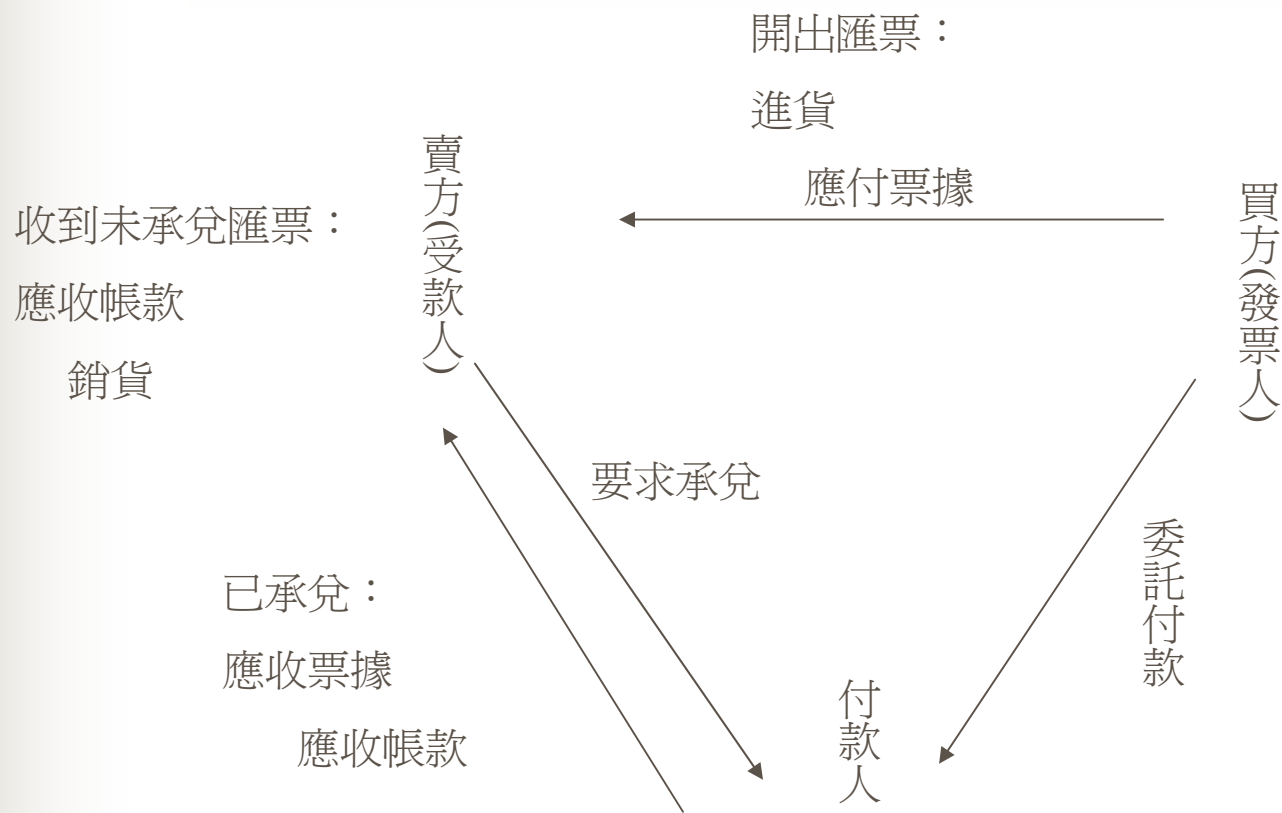 開出匯票：
進貨
應付票據
賣方(受款人)
買方(發票人)
收到未承兌匯票：
應收帳款
銷貨
要求承兌
委託付款
已承兌：
應收票據
應收帳款
付款人